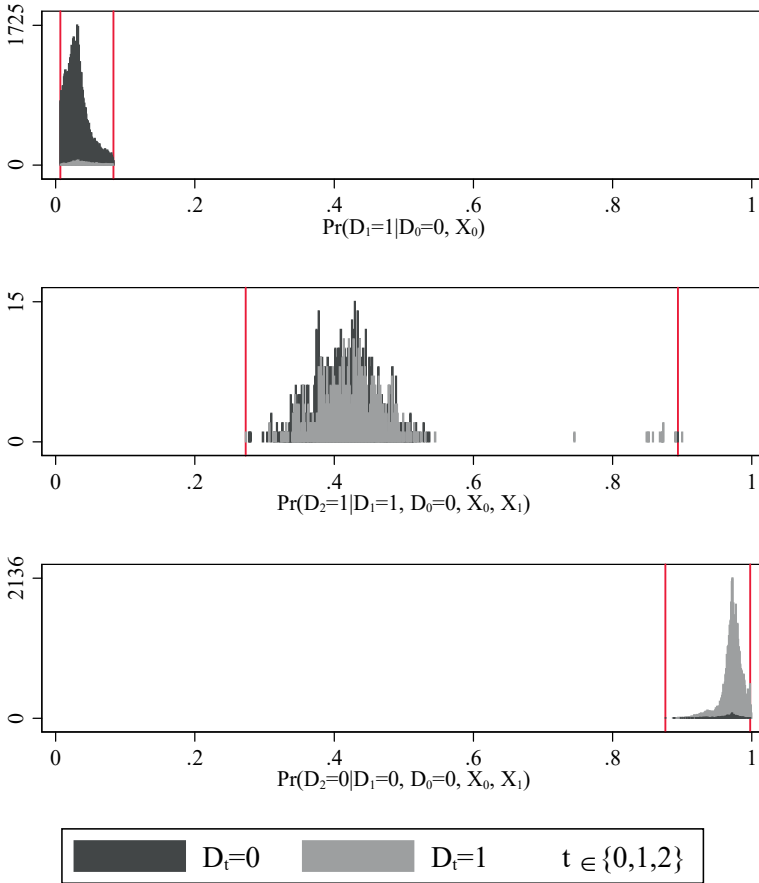 1725
0
0 .2 .4 .6 .8 1
Pr(D₁=1|D₀=0, X₀)
15
0
0 .2 .4 .6 .8 1
Pr(D₂=1|D₁=1, D₀=0, X₀, X₁)
2136
0
0 .2 .4 .6 .8 1
Pr(D₂=0|D₁=0, D₀=0, X₀, X₁)
Dₜ=0 Dₜ=1 t ∈{0,1,2}